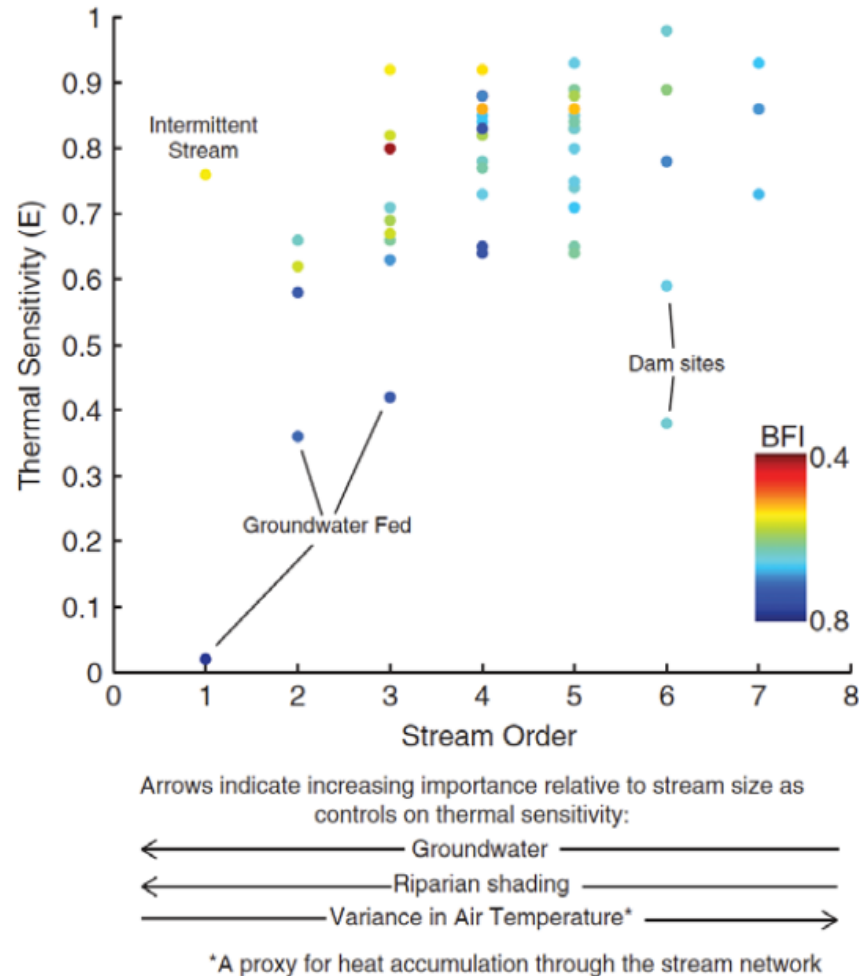 1
0.9
0.8
0.7
0.6
0.5
0.4
0.3
0.2
0.1
0
Thermal Sensitivity (E)
Intermittent
Stream
Dam sites
Groundwater Fed
BFI
0.4
0.8
0 1 2 3 4 5 6 7 8
Stream Order
Arrows indicate increasing importance relative to stream size as
controls on thermal sensitivity:
Groundwater
Riparian shading
Variance in Air Temperature*
*A proxy for heat accumulation through the stream network